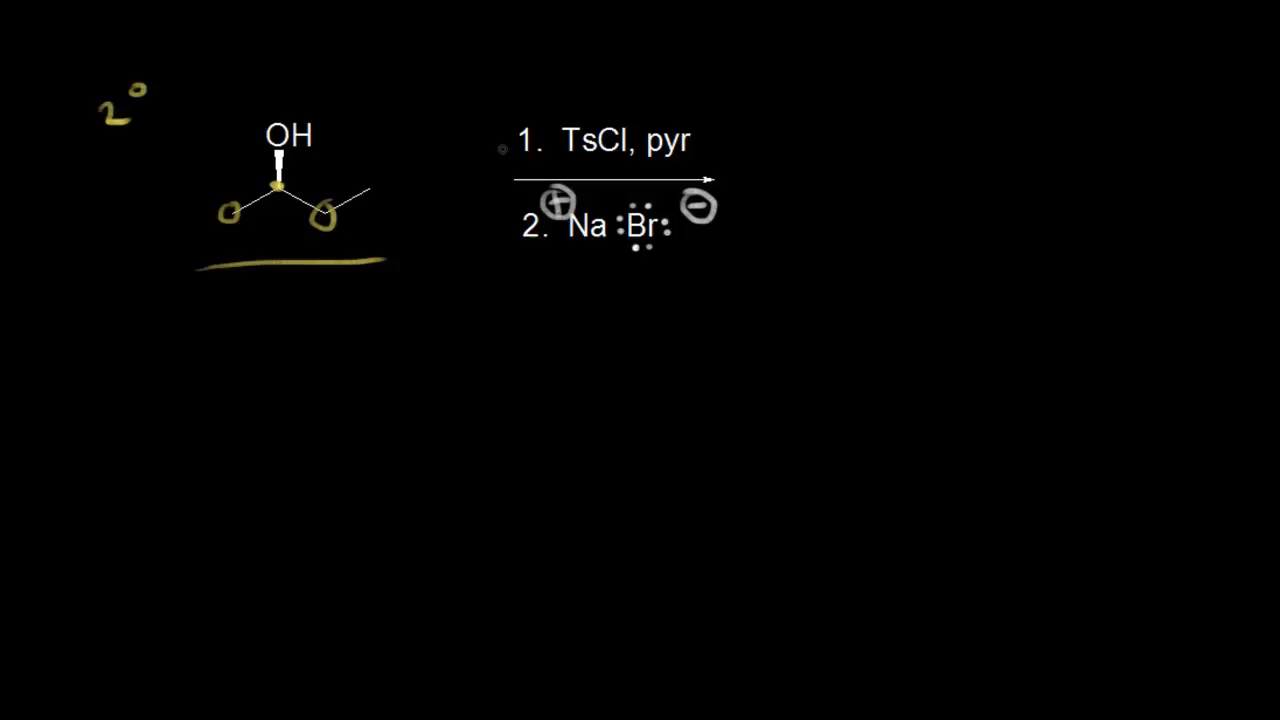 2°
OH
1. TsCl, pyr
2. Na :Br: ⊕ ⊖